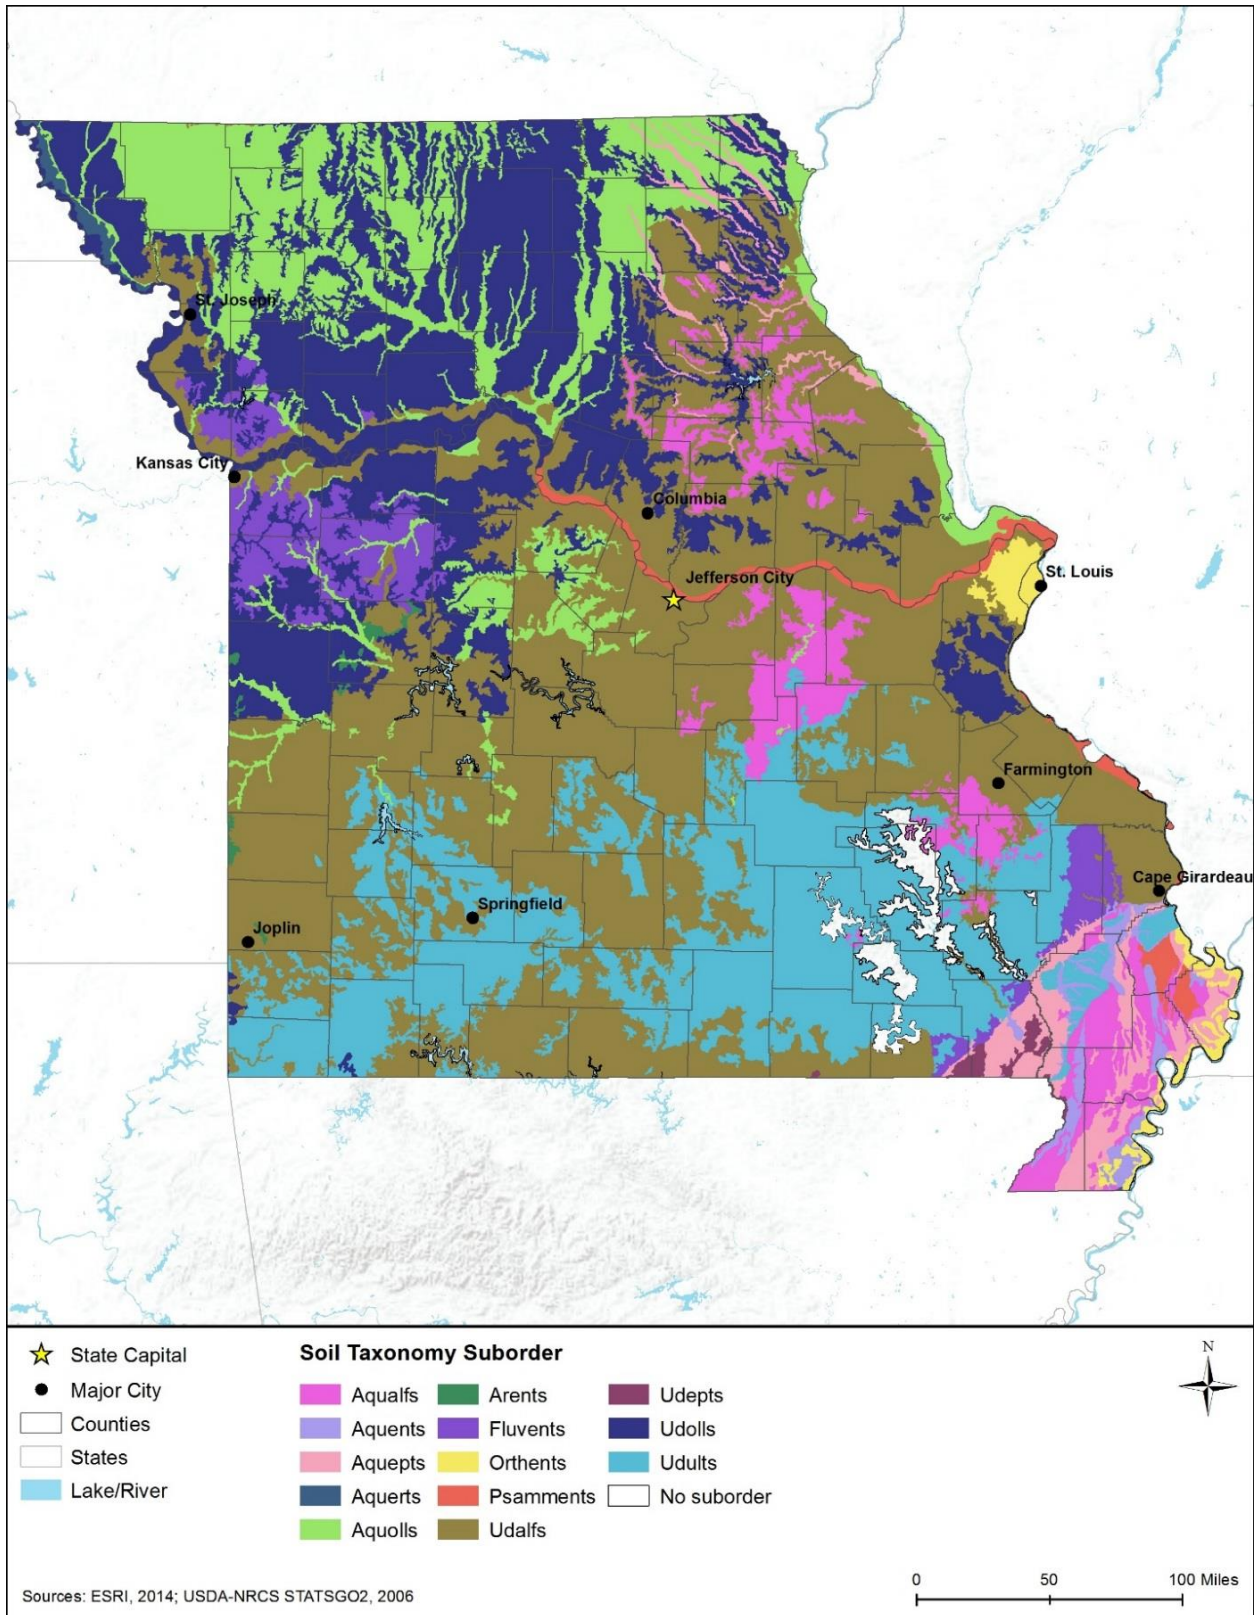 St. Joseph
Kansas City
Columbia
Jefferson City
St. Louis
Farmington
Cape Girardeau
Springfield
Joplin
State Capital
Major City
Counties
States
Lake/River
Soil Taxonomy Suborder
Aqualfs
Aquents
Aquepts
Aquerts
Aquolls
Arents
Fluvents
Orthents
Psamments
Udalfs
Udepts
Udolls
Udults
No suborder
N
0 50 100 Miles
Sources: ESRI, 2014; USDA-NRCS STATSGO2, 2006